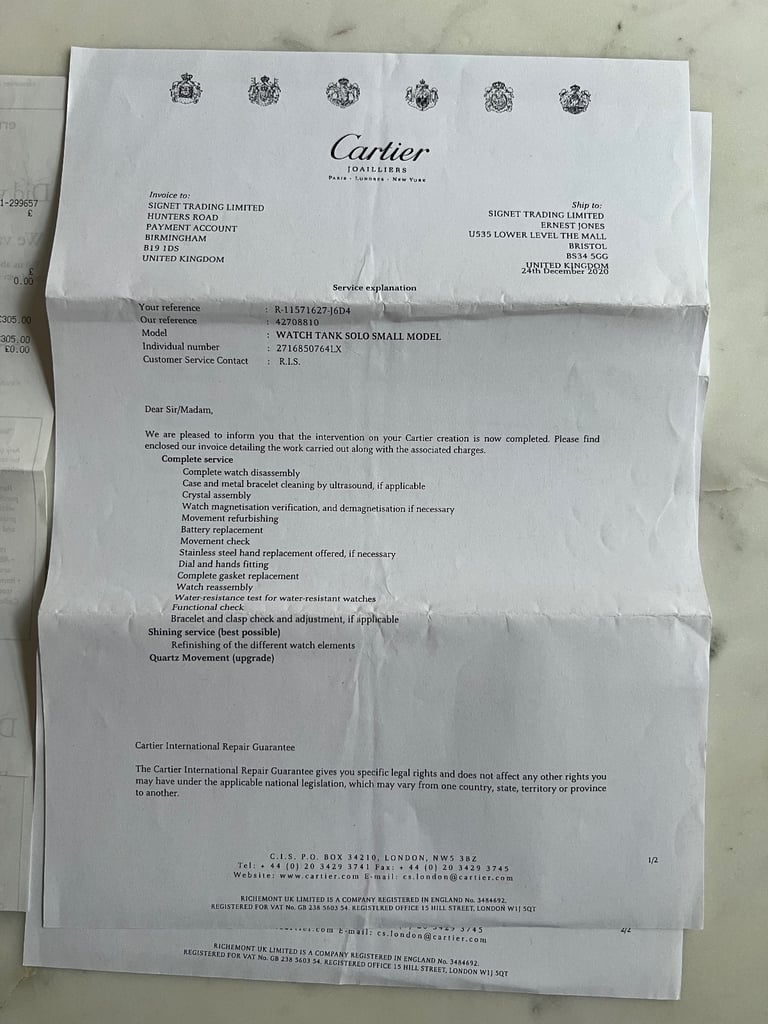 Cartier
JOAILLIERS
PARIS - LONDRES - NEW YORK
Invoice to:
SIGNET TRADING LIMITED
HUNTERS ROAD
PAYMENT ACCOUNT
BIRMINGHAM
B19 1DS
UNITED KINGDOM
Ship to:
SIGNET TRADING LIMITED
ERNEST JONES
U535 LOWER LEVEL THE MALL
BRISTOL
BS34 5GG
UNITED KINGDOM
24th December 2020
Service explanation
Your reference : R-11571627-J6D4
Our reference : 42708810
Model : WATCH TANK SOLO SMALL MODEL
Individual number : 2716850764LX
Customer Service Contact : R.I.S.
Dear Sir/Madam,
We are pleased to inform you that the intervention on your Cartier creation is now completed. Please find
enclosed our invoice detailing the work carried out along with the associated charges.
Complete service
Complete watch disassembly
Case and metal bracelet cleaning by ultrasound, if applicable
Crystal assembly
Watch magnetisation verification, and demagnetisation if necessary
Movement refurbishing
Battery replacement
Movement check
Stainless steel hand replacement offered, if necessary
Dial and hands fitting
Complete gasket replacement
Watch reassembly
Water-resistance test for water-resistant watches
Functional check
Bracelet and clasp check and adjustment, if applicable
Shining service (best possible)
Refinishing of the different watch elements
Quartz Movement (upgrade)
Cartier International Repair Guarantee
The Cartier International Repair Guarantee gives you specific legal rights and does not affect any other rights you
may have under the applicable national legislation, which may vary from one country, state, territory or province
to another.
C.I.S. P.O. BOX 34210, LONDON, NW5 3BZ
Tel: + 44 (0) 20 3429 3741 Fax: + 44 (0) 20 3429 3745
Website: www.cartier.com E-mail: cs.london@cartier.com
1/2
RICHEMONT UK LIMITED IS A COMPANY REGISTERED IN ENGLAND No. 3484692.
REGISTERED FOR VAT No. GB 238 5603 54. REGISTERED OFFICE 15 HILL STREET, LONDON W1J 5QT
3745
.com E-mail: cs.london@cartier.com
2/2
RICHEMONT UK LIMITED IS A COMPANY REGISTERED IN ENGLAND No. 3484692.
REGISTERED FOR VAT No. GB 238 5603 54. REGISTERED OFFICE 15 HILL STREET, LONDON W1J 5QT
1-299657
£
£
0.00
305.00
305.00
£0.00